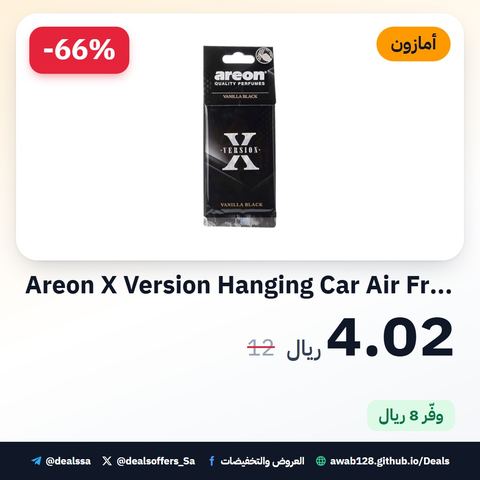 -66%
أمازون
areon
QUALITY PERFUMES
VANILLA BLACK
X
·VERSION·
VANILLA BLACK
Areon X Version Hanging Car Air Fr...
4.02 ريال 12
وفّر 8 ريال
@dealssa @dealsoffers_Sa العروض والتخفيضات awab128.github.io/Deals